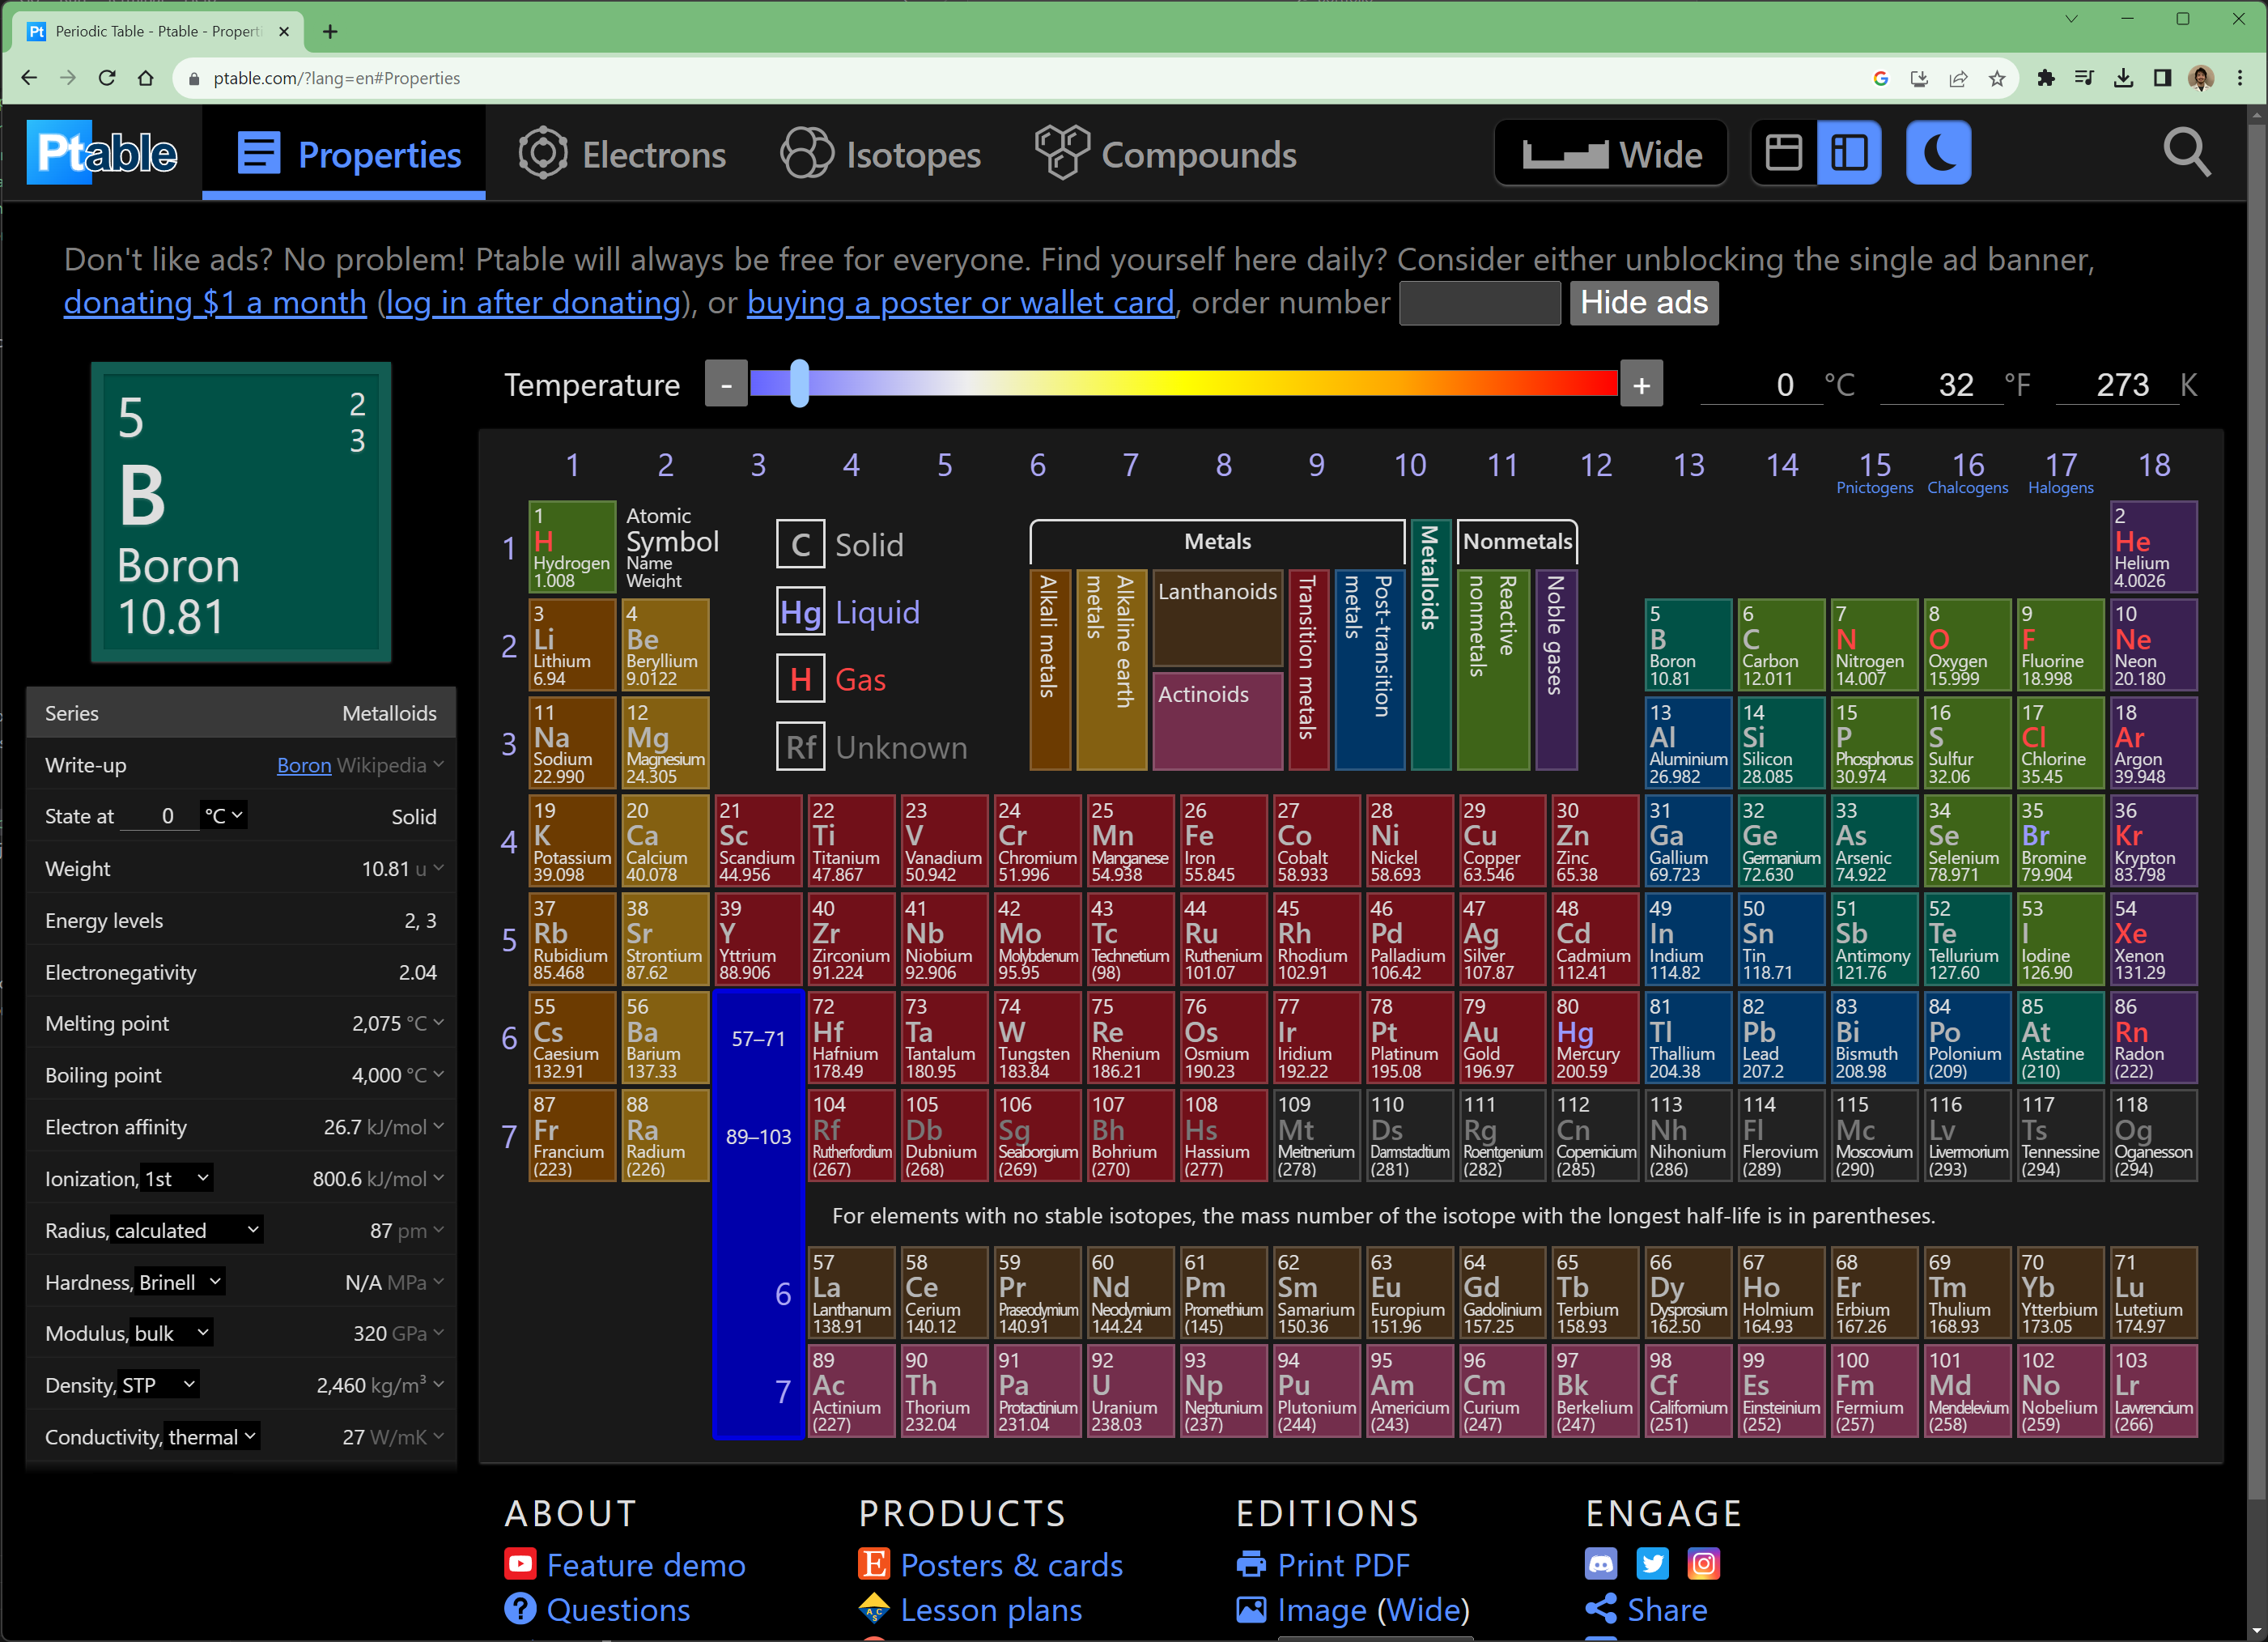 Periodic Table - Ptable - Properti
ptable.com/?lang=en#Properties
Ptable
Properties
Electrons
Isotopes
Compounds
Wide
Don't like ads? No problem! Ptable will always be free for everyone. Find yourself here daily? Consider either unblocking the single ad banner,
donating $1 a month (log in after donating), or buying a poster or wallet card, order number
Hide ads
5
2
3
B
Boron
10.81
Temperature
-
+
0 °C
32 °F
273 K
Series Metalloids
Write-up Boron Wikipedia
State at 0 °C Solid
Weight 10.81 u
Energy levels 2, 3
Electronegativity 2.04
Melting point 2,075 °C
Boiling point 4,000 °C
Electron affinity 26.7 kJ/mol
Ionization, 1st 800.6 kJ/mol
Radius, calculated 87 pm
Hardness, Brinell N/A MPa
Modulus, bulk 320 GPa
Density, STP 2,460 kg/m³
Conductivity, thermal 27 W/mK
1 2 3 4 5 6 7 8 9 10 11 12 13 14 15 16 17 18
Pnictogens Chalcogens Halogens
Atomic
Symbol
Name
Weight
C Solid
Hg Liquid
H Gas
Rf Unknown
Metals
Metalloids
Nonmetals
Alkali metals
Alkaline earth metals
Lanthanoids
Actinoids
Transition metals
Post-transition metals
Reactive nonmetals
Noble gases
1
1 H Hydrogen 1.008
2 He Helium 4.0026
2
3 Li Lithium 6.94
4 Be Beryllium 9.0122
5 B Boron 10.81
6 C Carbon 12.011
7 N Nitrogen 14.007
8 O Oxygen 15.999
9 F Fluorine 18.998
10 Ne Neon 20.180
3
11 Na Sodium 22.990
12 Mg Magnesium 24.305
13 Al Aluminium 26.982
14 Si Silicon 28.085
15 P Phosphorus 30.974
16 S Sulfur 32.06
17 Cl Chlorine 35.45
18 Ar Argon 39.948
4
19 K Potassium 39.098
20 Ca Calcium 40.078
21 Sc Scandium 44.956
22 Ti Titanium 47.867
23 V Vanadium 50.942
24 Cr Chromium 51.996
25 Mn Manganese 54.938
26 Fe Iron 55.845
27 Co Cobalt 58.933
28 Ni Nickel 58.693
29 Cu Copper 63.546
30 Zn Zinc 65.38
31 Ga Gallium 69.723
32 Ge Germanium 72.630
33 As Arsenic 74.922
34 Se Selenium 78.971
35 Br Bromine 79.904
36 Kr Krypton 83.798
5
37 Rb Rubidium 85.468
38 Sr Strontium 87.62
39 Y Yttrium 88.906
40 Zr Zirconium 91.224
41 Nb Niobium 92.906
42 Mo Molybdenum 95.95
43 Tc Technetium (98)
44 Ru Ruthenium 101.07
45 Rh Rhodium 102.91
46 Pd Palladium 106.42
47 Ag Silver 107.87
48 Cd Cadmium 112.41
49 In Indium 114.82
50 Sn Tin 118.71
51 Sb Antimony 121.76
52 Te Tellurium 127.60
53 I Iodine 126.90
54 Xe Xenon 131.29
6
55 Cs Caesium 132.91
56 Ba Barium 137.33
57–71
72 Hf Hafnium 178.49
73 Ta Tantalum 180.95
74 W Tungsten 183.84
75 Re Rhenium 186.21
76 Os Osmium 190.23
77 Ir Iridium 192.22
78 Pt Platinum 195.08
79 Au Gold 196.97
80 Hg Mercury 200.59
81 Tl Thallium 204.38
82 Pb Lead 207.2
83 Bi Bismuth 208.98
84 Po Polonium (209)
85 At Astatine (210)
86 Rn Radon (222)
7
87 Fr Francium (223)
88 Ra Radium (226)
89–103
104 Rf Rutherfordium (267)
105 Db Dubnium (268)
106 Sg Seaborgium (269)
107 Bh Bohrium (270)
108 Hs Hassium (277)
109 Mt Meitnerium (278)
110 Ds Darmstadtium (281)
111 Rg Roentgenium (282)
112 Cn Copernicium (285)
113 Nh Nihonium (286)
114 Fl Flerovium (289)
115 Mc Moscovium (290)
116 Lv Livermorium (293)
117 Ts Tennessine (294)
118 Og Oganesson (294)
For elements with no stable isotopes, the mass number of the isotope with the longest half-life is in parentheses.
6
57 La Lanthanum 138.91
58 Ce Cerium 140.12
59 Pr Praseodymium 140.91
60 Nd Neodymium 144.24
61 Pm Promethium (145)
62 Sm Samarium 150.36
63 Eu Europium 151.96
64 Gd Gadolinium 157.25
65 Tb Terbium 158.93
66 Dy Dysprosium 162.50
67 Ho Holmium 164.93
68 Er Erbium 167.26
69 Tm Thulium 168.93
70 Yb Ytterbium 173.05
71 Lu Lutetium 174.97
7
89 Ac Actinium (227)
90 Th Thorium 232.04
91 Pa Protactinium 231.04
92 U Uranium 238.03
93 Np Neptunium (237)
94 Pu Plutonium (244)
95 Am Americium (243)
96 Cm Curium (247)
97 Bk Berkelium (247)
98 Cf Californium (251)
99 Es Einsteinium (252)
100 Fm Fermium (257)
101 Md Mendelevium (258)
102 No Nobelium (259)
103 Lr Lawrencium (266)
ABOUT
Feature demo
Questions
PRODUCTS
Posters & cards
Lesson plans
EDITIONS
Print PDF
Image (Wide)
ENGAGE
Share